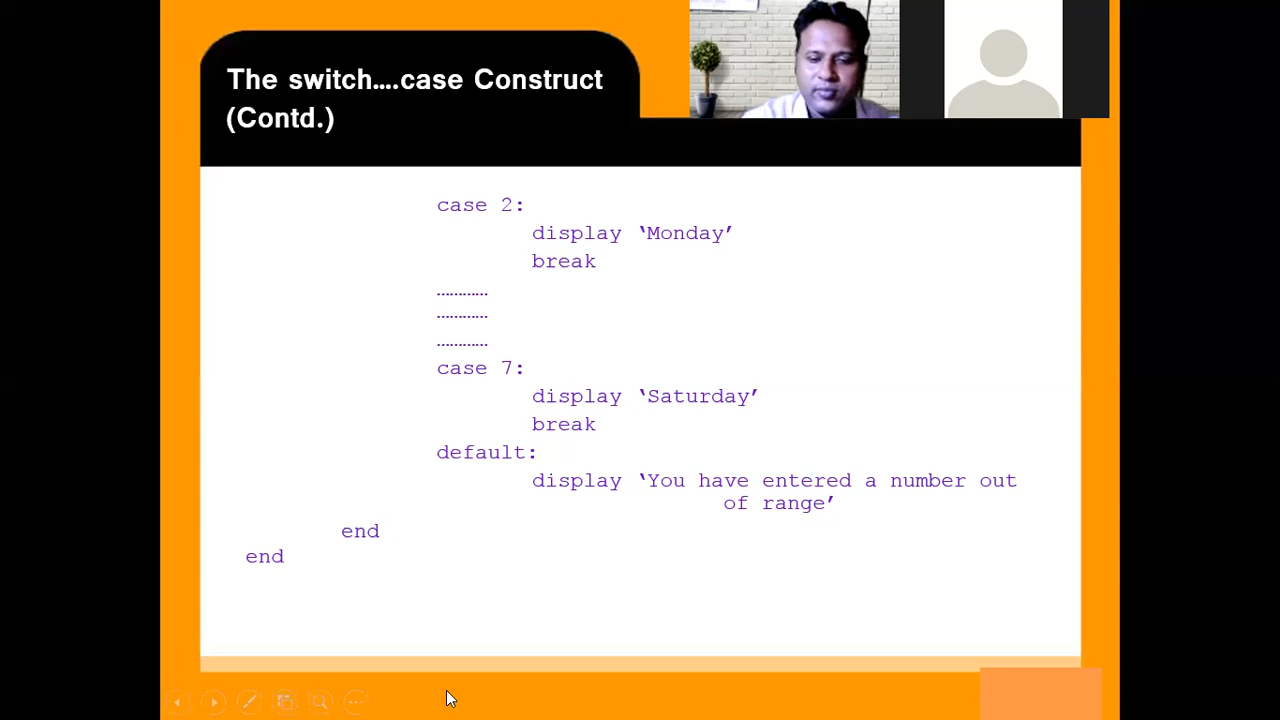 The switch….case Construct
(Contd.)
case 2:
display ‘Monday’
break
…………
…………
…………
case 7:
display ‘Saturday’
break
default:
display ‘You have entered a number out
of range’
end
end